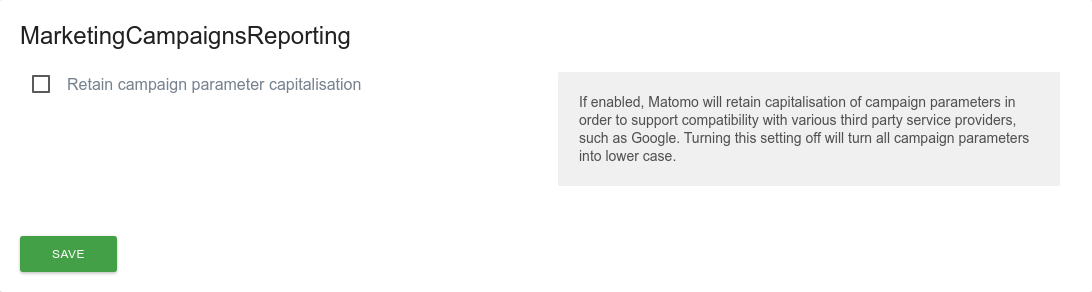 MarketingCampaignsReporting
Retain campaign parameter capitalisation
If enabled, Matomo will retain capitalisation of campaign parameters in
order to support compatibility with various third party service providers,
such as Google. Turning this setting off will turn all campaign parameters
into lower case.
SAVE